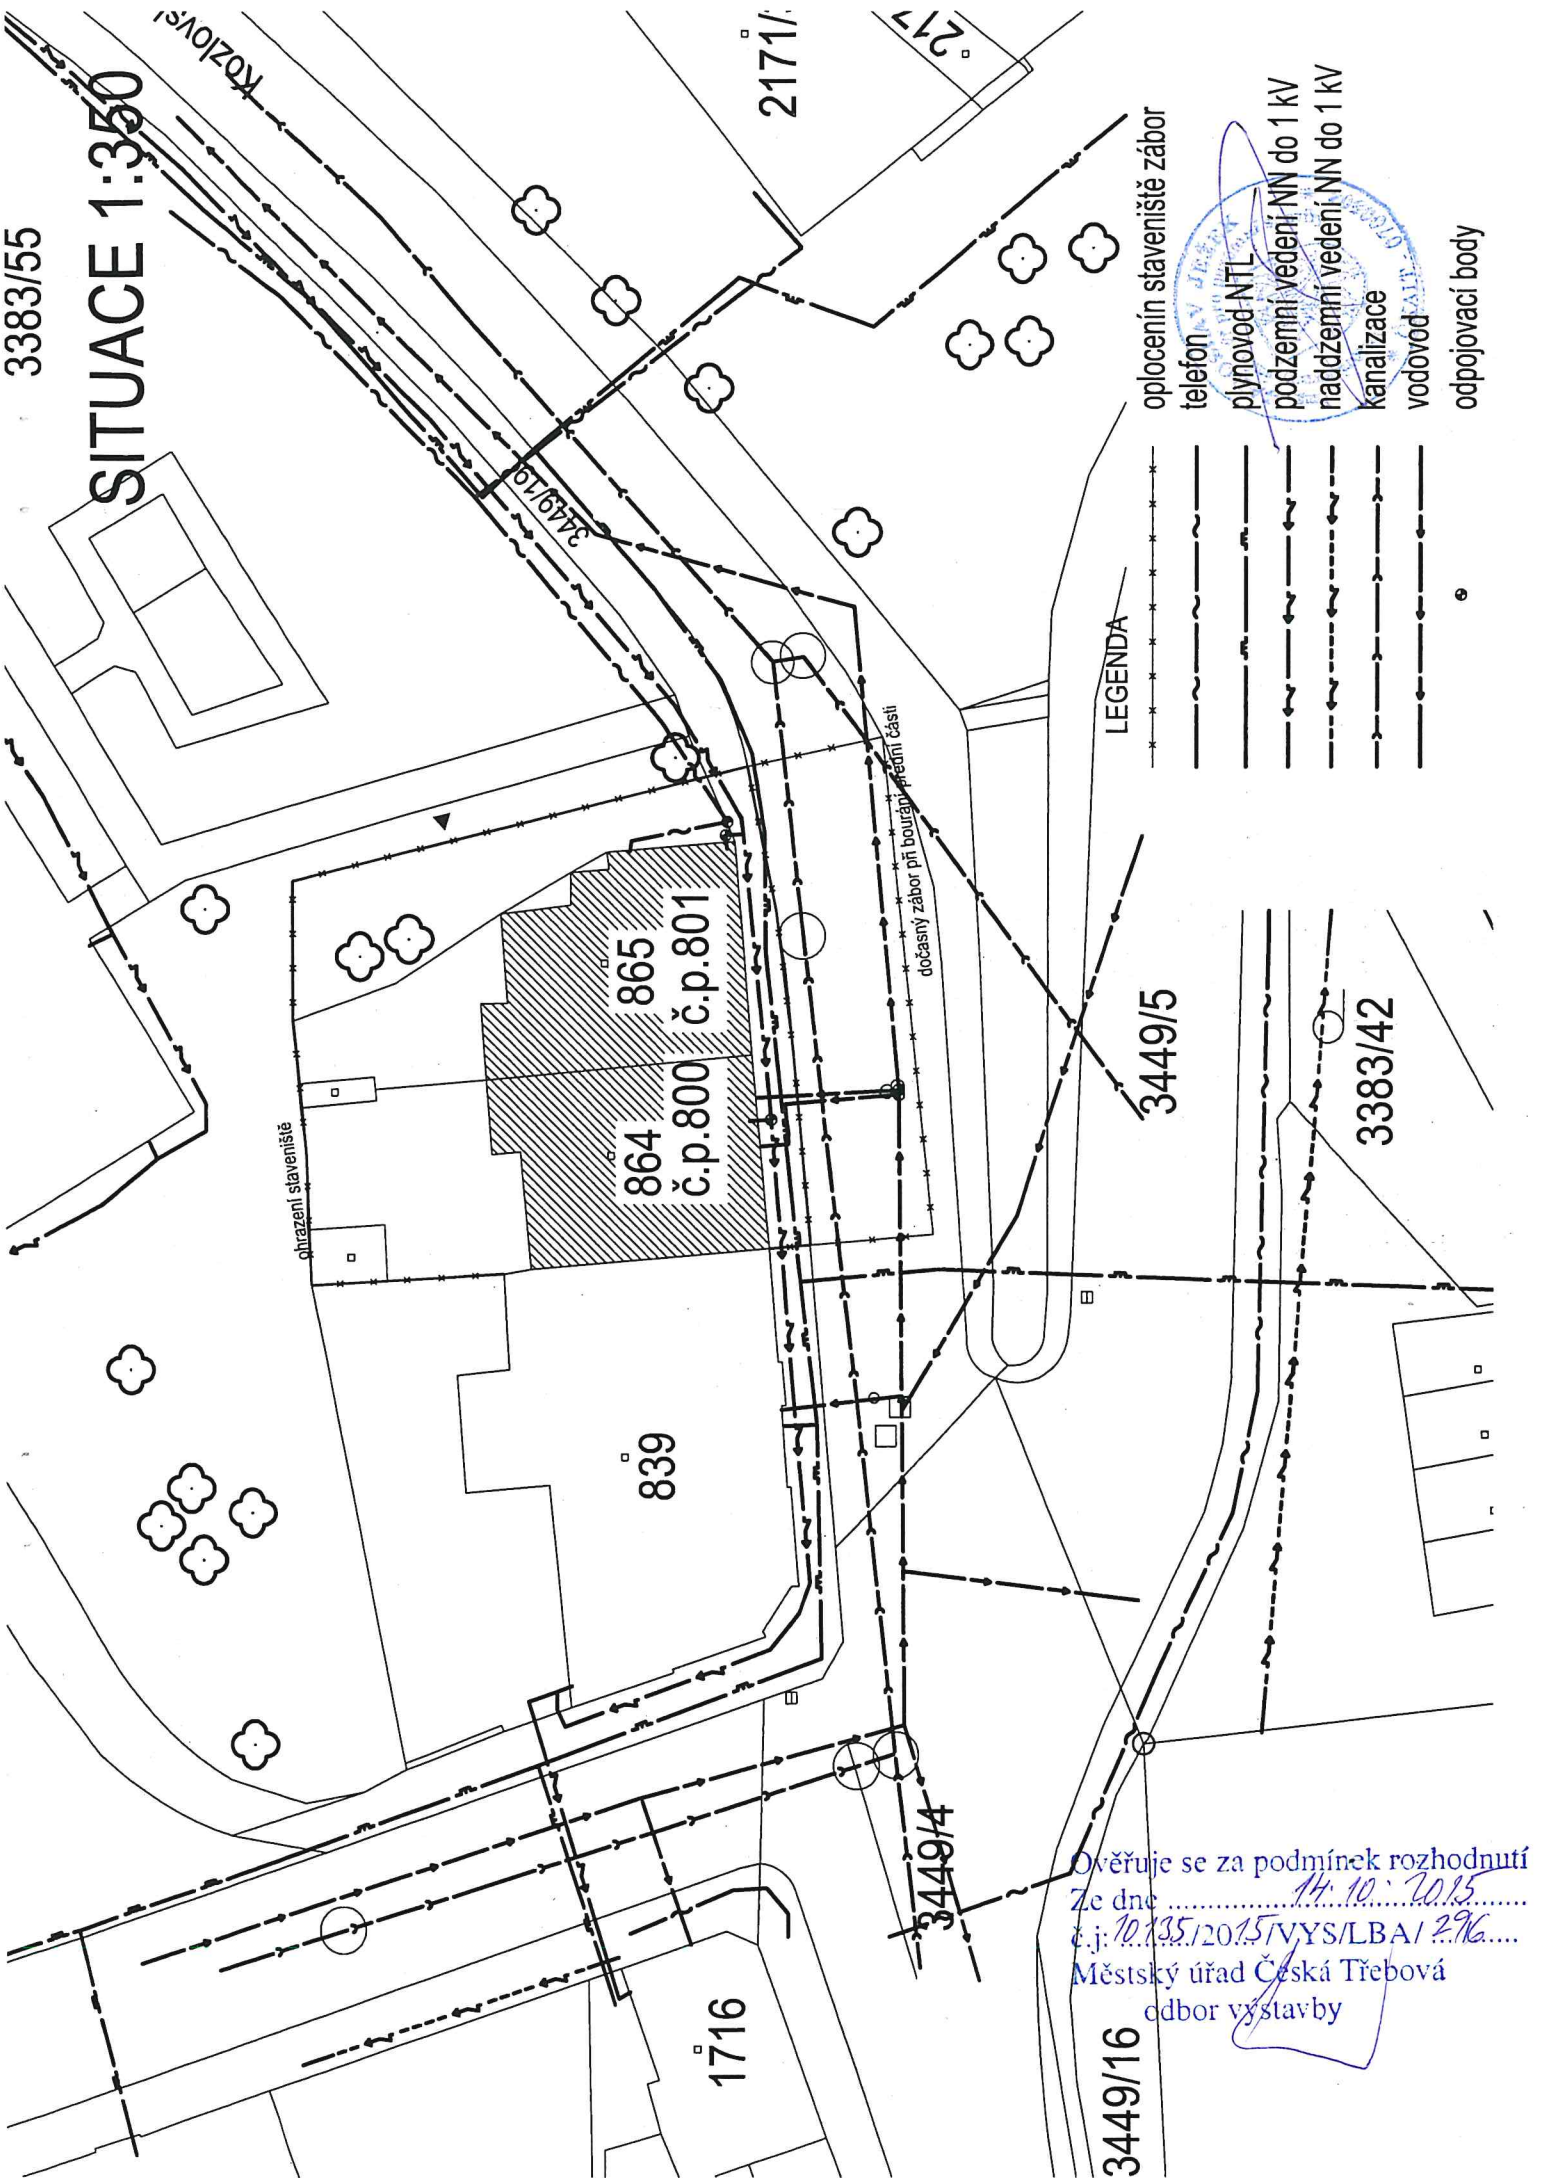 3383/55
SITUACE 1:350
2171/
217
3449/19
ohrazení staveniště
864
č.p.800
865
č.p.801
dočasný zábor při bourání přední části
839
3449/5
3383/42
3449/4
1716
3449/16
LEGENDA
oplocenín staveniště zábor
telefon
plynovod NTL
podzemní vedení NN do 1 kV
nadzemní vedení NN do 1 kV
kanalizace
vodovod
odpojovací body
Ověřuje se za podmínek rozhodnutí
Ze dne 14. 10. 2015
č.j: 10135/2015/VYS/LBA/296
Městský úřad Česká Třebová
odbor výstavby